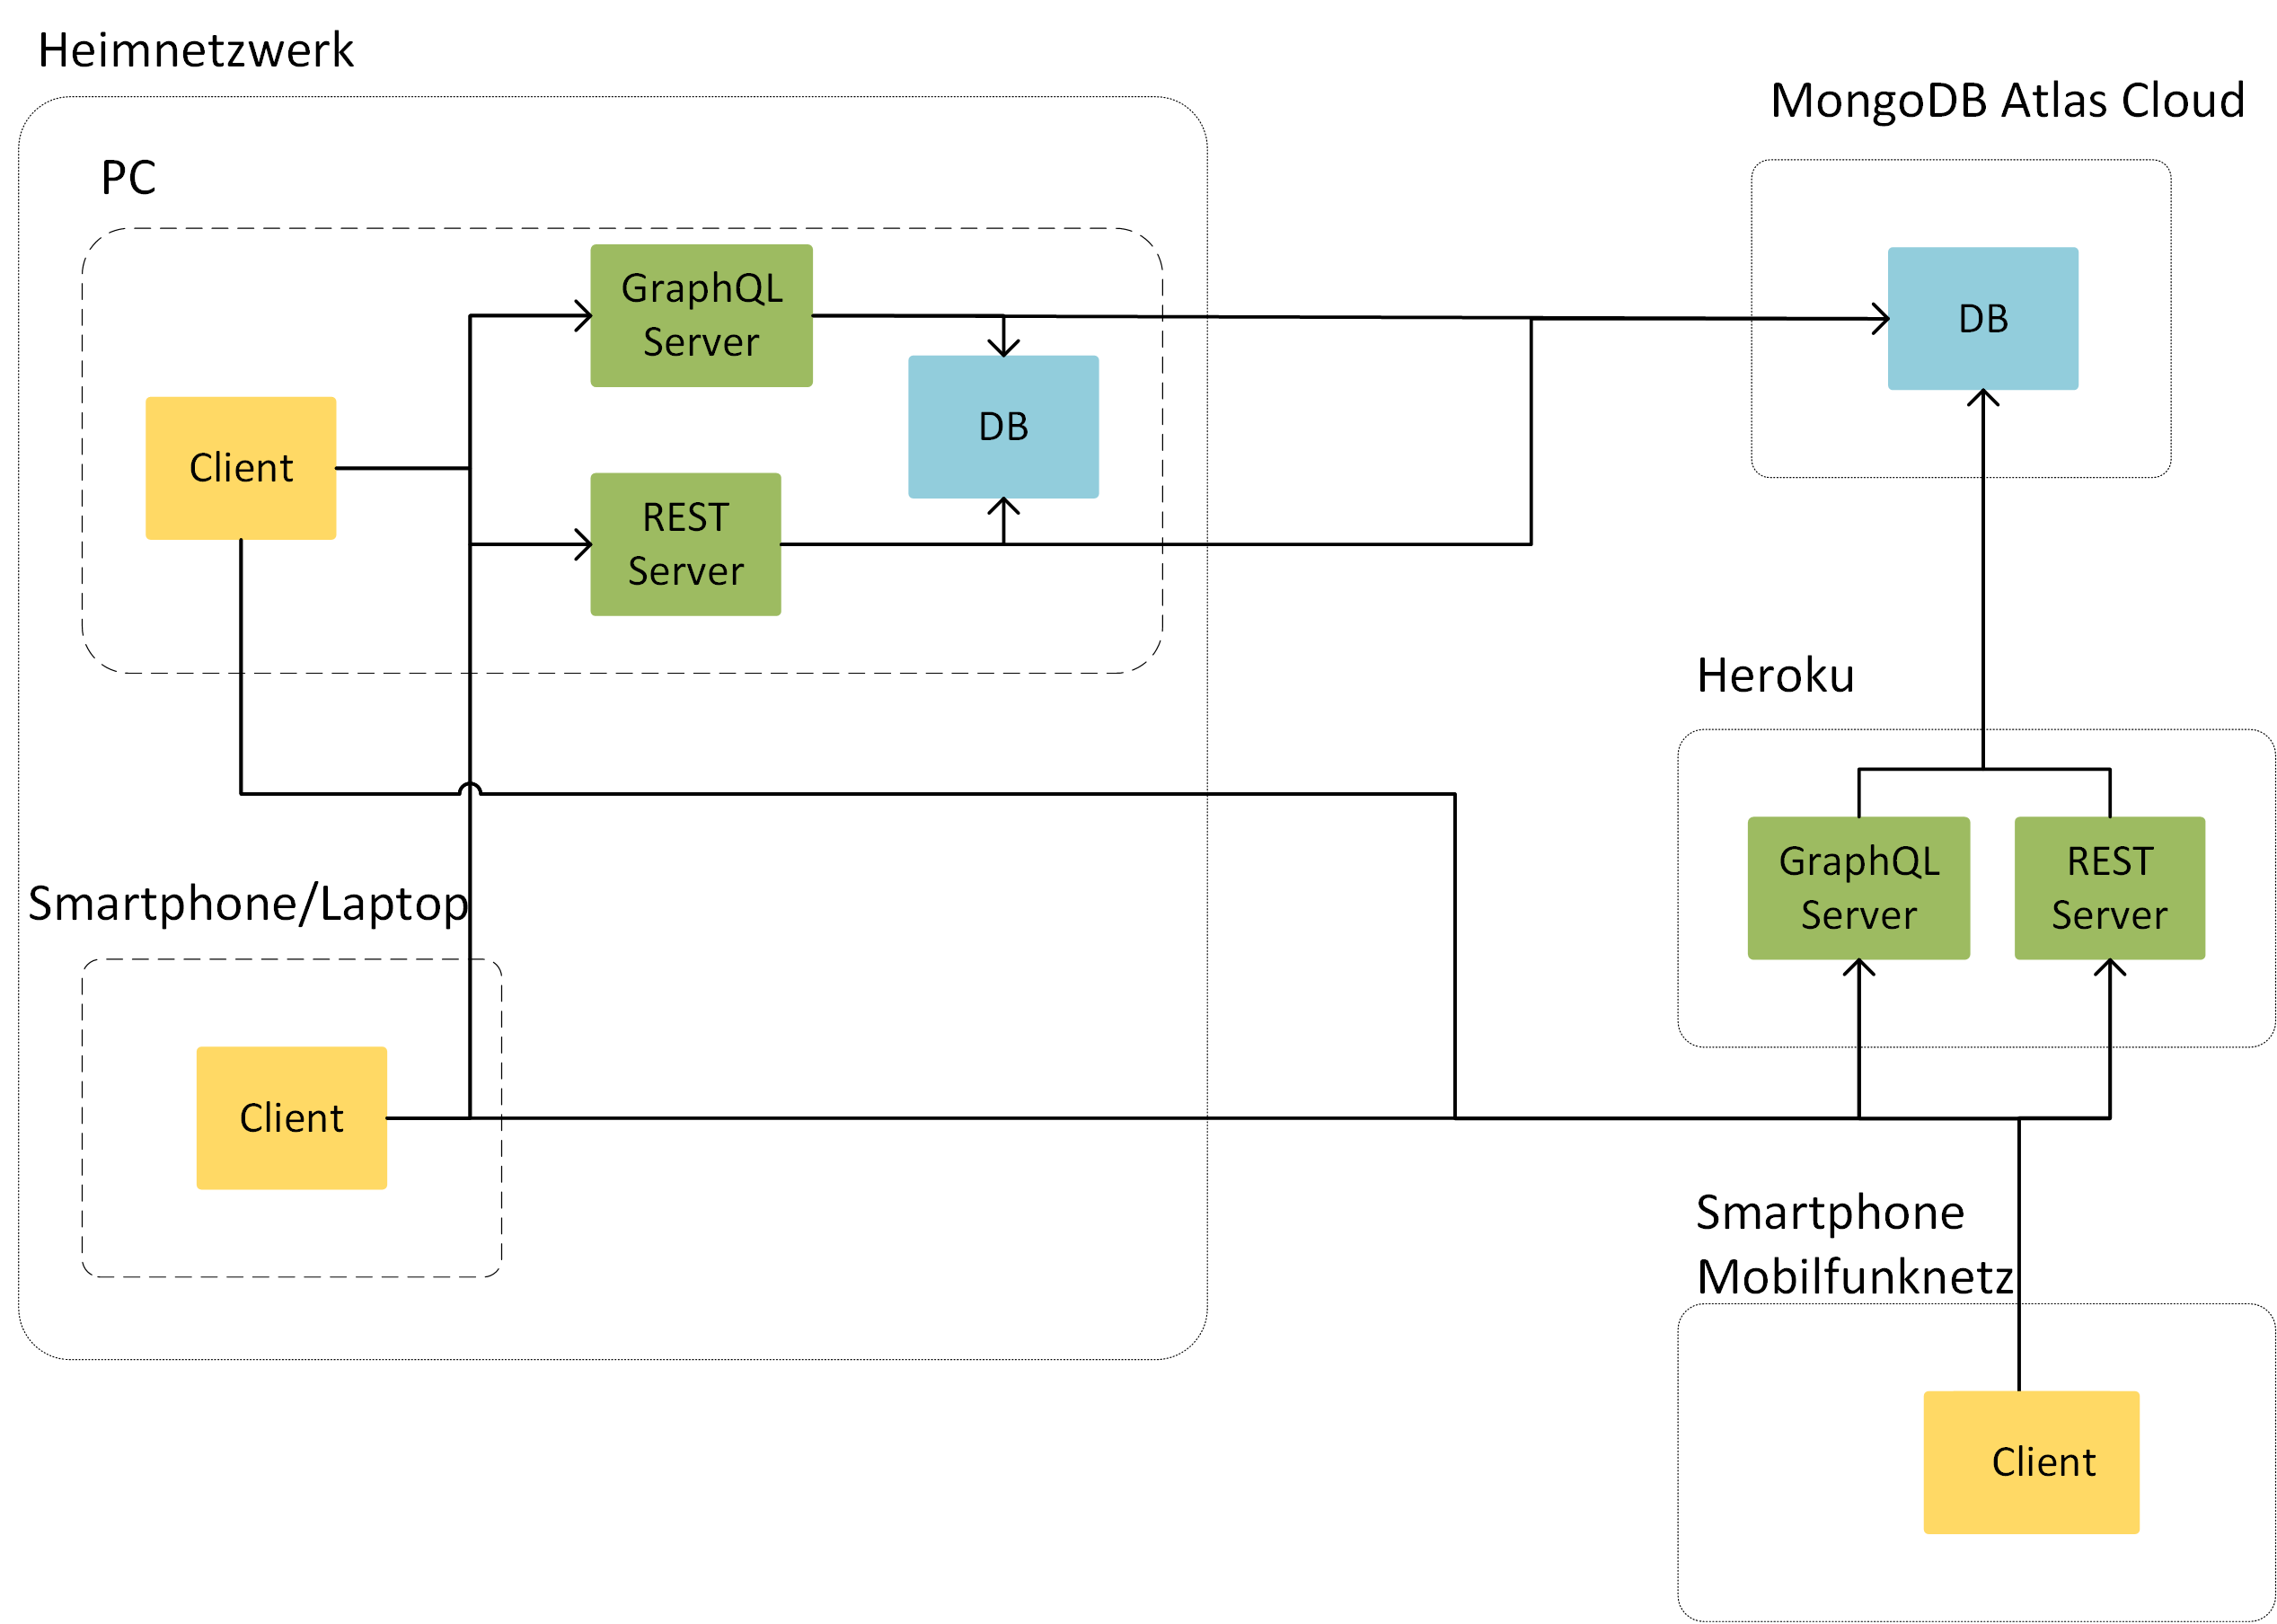 Heimnetzwerk
MongoDB Atlas Cloud
PC
GraphQL
Server
DB
DB
Client
REST
Server
Heroku
GraphQL
Server
REST
Server
Smartphone/Laptop
Client
Smartphone
Mobilfunknetz
Client